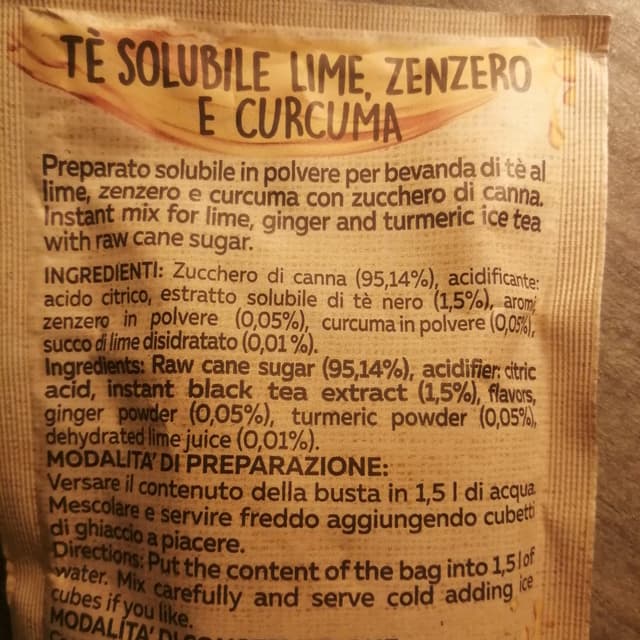 TÈ SOLUBILE LIME, ZENZERO
E CURCUMA
Preparato solubile in polvere per bevanda di tè al
lime, zenzero e curcuma con zucchero di canna.
Instant mix for lime, ginger and turmeric ice tea
with raw cane sugar.
INGREDIENTI: Zucchero di canna (95,14%), acidificante:
acido citrico, estratto solubile di tè nero (1,5%), aromi,
zenzero in polvere (0,05%), curcuma in polvere (0,05%),
succo di lime disidratato (0,01%).
Ingredients: Raw cane sugar (95,14%), acidifier: citric
acid, instant black tea extract (1,5%), flavors,
ginger powder (0,05%), turmeric powder (0,05%),
dehydrated lime juice (0,01%).
MODALITA' DI PREPARAZIONE:
Versare il contenuto della busta in 1,5 l di acqua.
Mescolare e servire freddo aggiungendo cubetti
di ghiaccio a piacere.
Directions: Put the content of the bag into 1,5 l of
water. Mix carefully and serve cold adding ice
cubes if you like.
MODALITA' DI